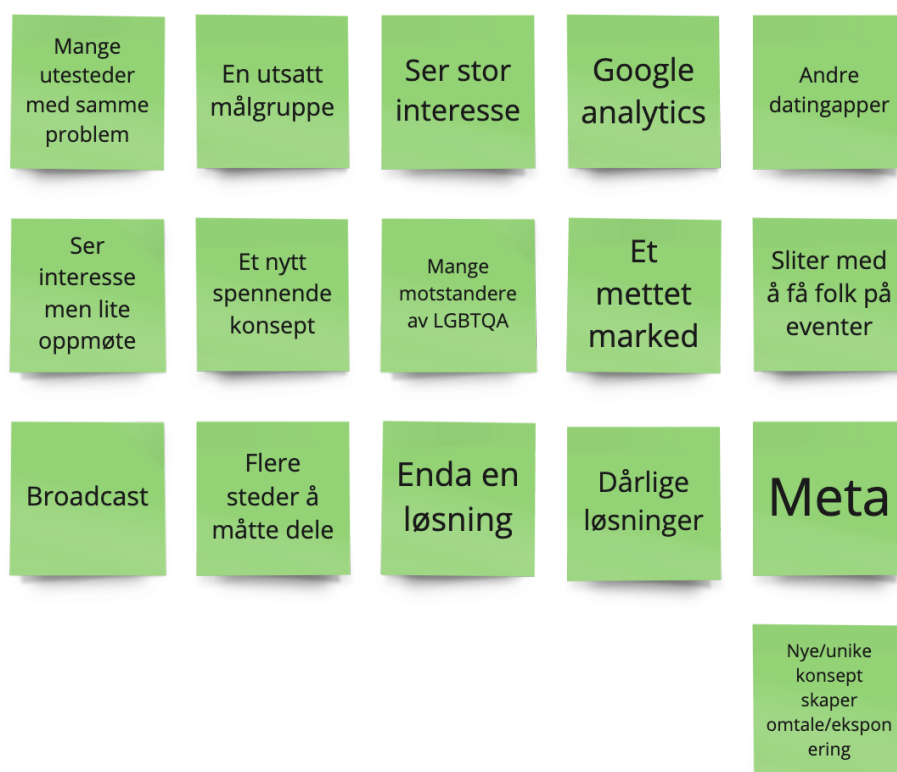 Mange
utesteder
med samme
problem
En utsatt
målgruppe
Ser stor
interesse
Google
analytics
Andre
datingapper
Ser
interesse
men lite
oppmøte
Et nytt
spennende
konsept
Mange
motstandere
av LGBTQA
Et
mettet
marked
Sliter med
å få folk på
eventer
Broadcast
Flere
steder å
måtte dele
Enda en
løsning
Dårlige
løsninger
Meta
Nye/unike
konsept
skaper
omtale/ekspon
ering